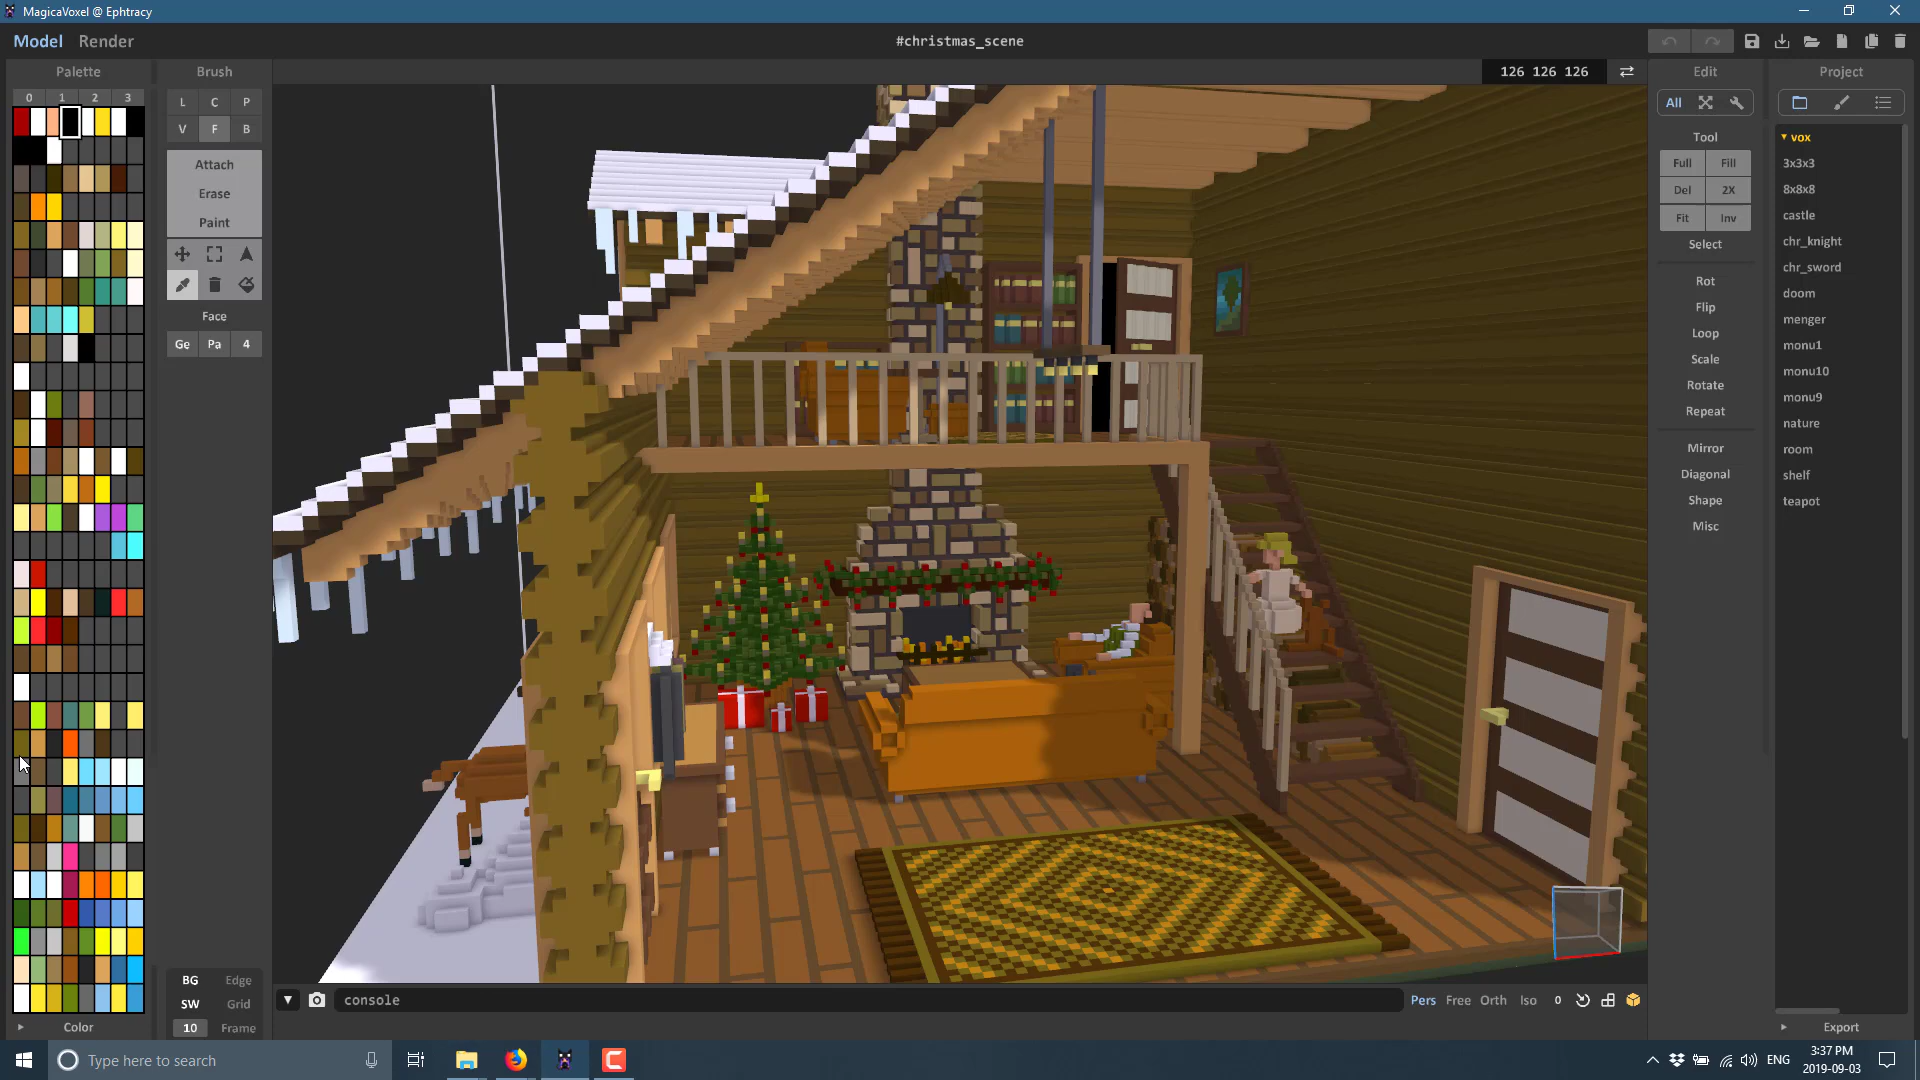 MagicaVoxel @ Ephtracy
Model Render
#christmas_scene
Palette
Brush
126 126 126
Edit
Project
0 1 2 3
L C P
V F B
Attach
Erase
Paint
Face
Ge Pa 4
All
Tool
Full Fill
Del 2X
Fit Inv
Select
Rot
Flip
Loop
Scale
Rotate
Repeat
Mirror
Diagonal
Shape
Misc
vox
3x3x3
8x8x8
castle
chr_knight
chr_sword
doom
menger
monu1
monu10
monu9
nature
room
shelf
teapot
BG Edge
SW Grid
10 Frame
Color
console
Pers Free Orth Iso 0
Export
Type here to search
ENG
3:37 PM
2019-09-03